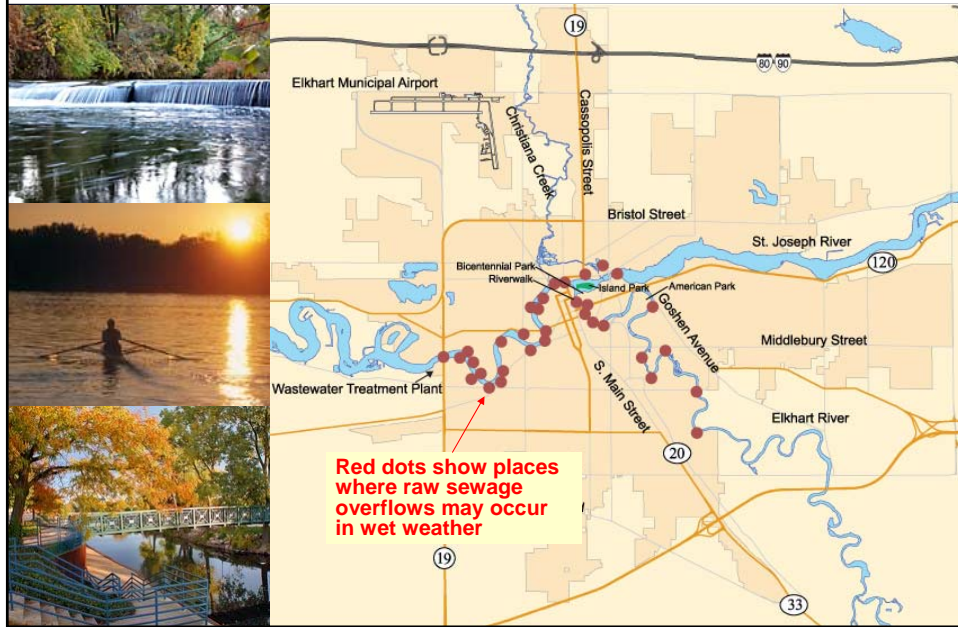 19
80 90
Elkhart Municipal Airport
Christiana Creek
Cassopolis Street
Bristol Street
St. Joseph River
120
Bicentennial Park
Riverwalk
Island Park
American Park
Goshen Avenue
Middlebury Street
Wastewater Treatment Plant
S. Main Street
Elkhart River
20
Red dots show places
where raw sewage
overflows may occur
in wet weather
19
33